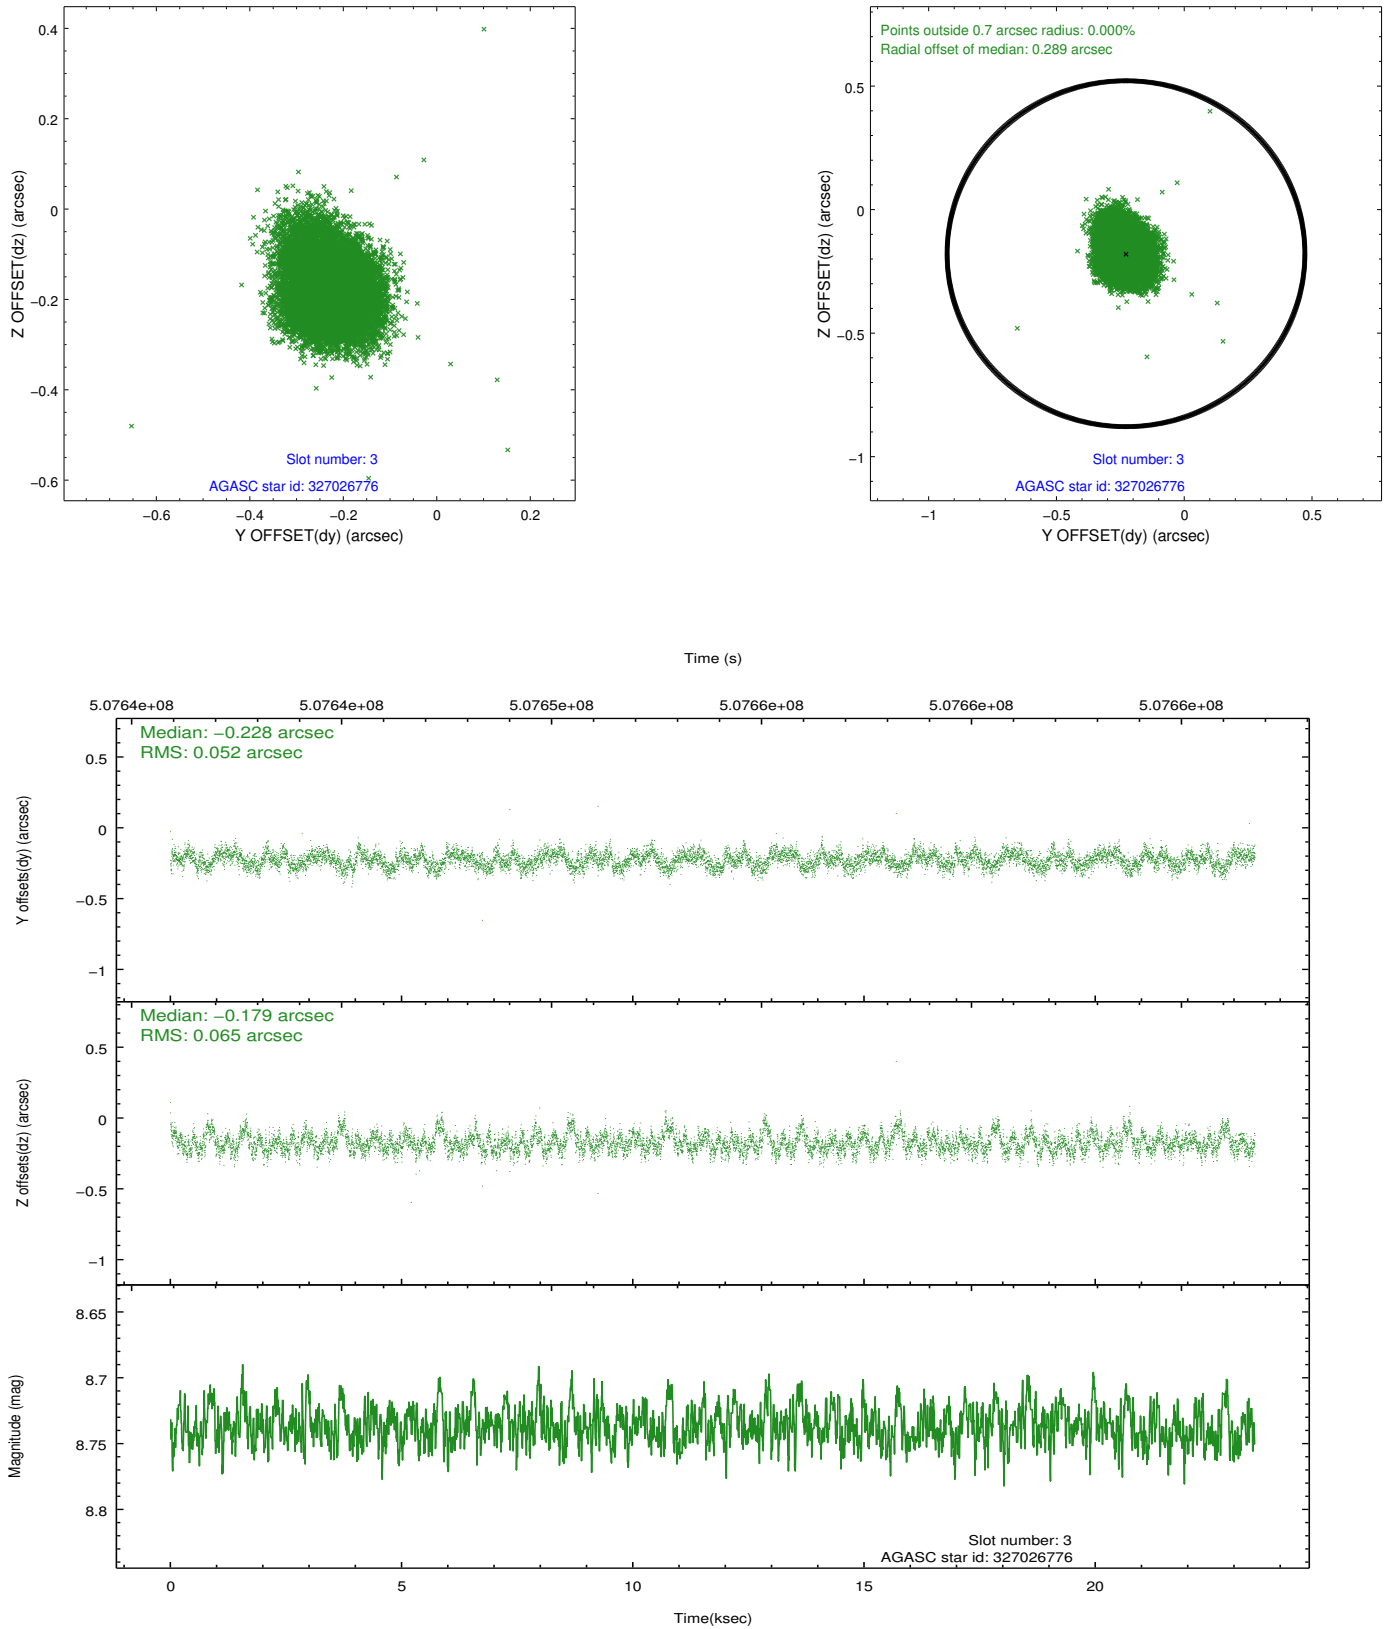 0.4
0.2
0
−0.2
−0.4
−0.6
Z OFFSET(dz) (arcsec)
Slot number: 3
AGASC star id: 327026776
−0.6
−0.4
−0.2
0
0.2
Y OFFSET(dy) (arcsec)
Points outside 0.7 arcsec radius: 0.000%
Radial offset of median: 0.289 arcsec
0.5
0
−0.5
−1
Z OFFSET(dz) (arcsec)
Slot number: 3
AGASC star id: 327026776
−1
−0.5
0
0.5
Y OFFSET(dy) (arcsec)
Time (s)
5.0764e+08
5.0764e+08
5.0765e+08
5.0766e+08
5.0766e+08
5.0766e+08
Median: −0.228 arcsec
RMS: 0.052 arcsec
0.5
0
−0.5
−1
Y offsets(dy) (arcsec)
Median: −0.179 arcsec
RMS: 0.065 arcsec
0.5
0
−0.5
−1
Z offsets(dz) (arcsec)
8.65
8.7
8.75
8.8
Magnitude (mag)
Slot number: 3
AGASC star id: 327026776
0
5
10
15
20
Time(ksec)